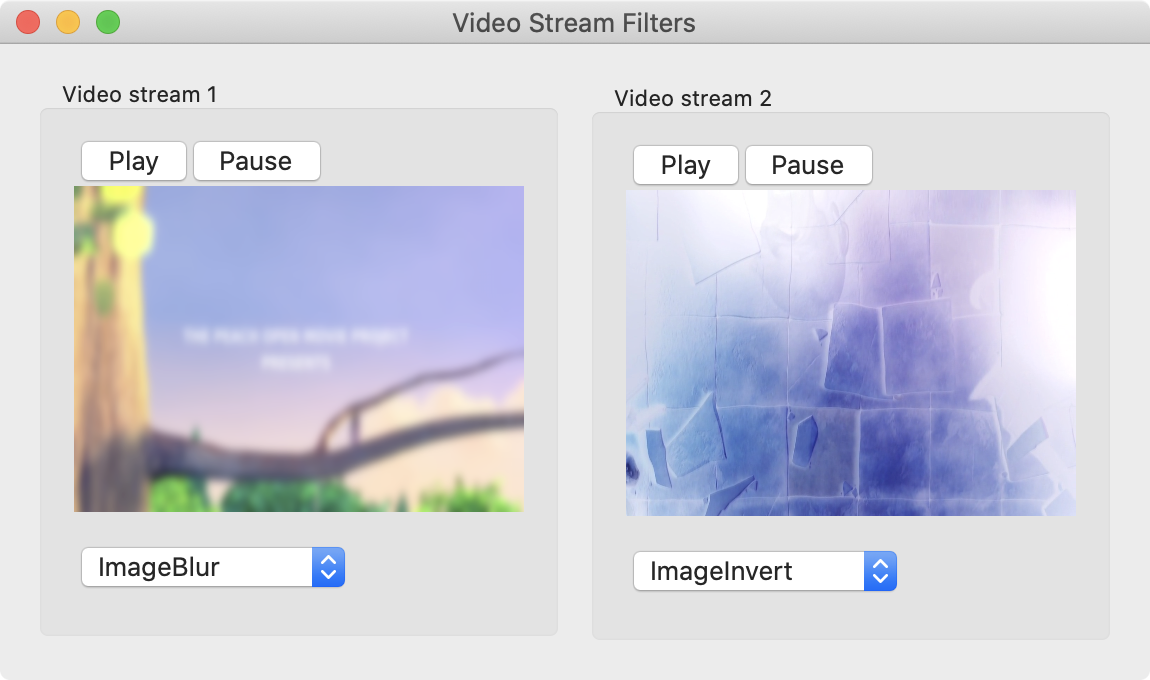 Video Stream Filters
Video stream 1
Play
Pause
THE PEACH OPEN MOVIE PROJECT
PRESENTS
ImageBlur
Video stream 2
Play
Pause
ImageInvert